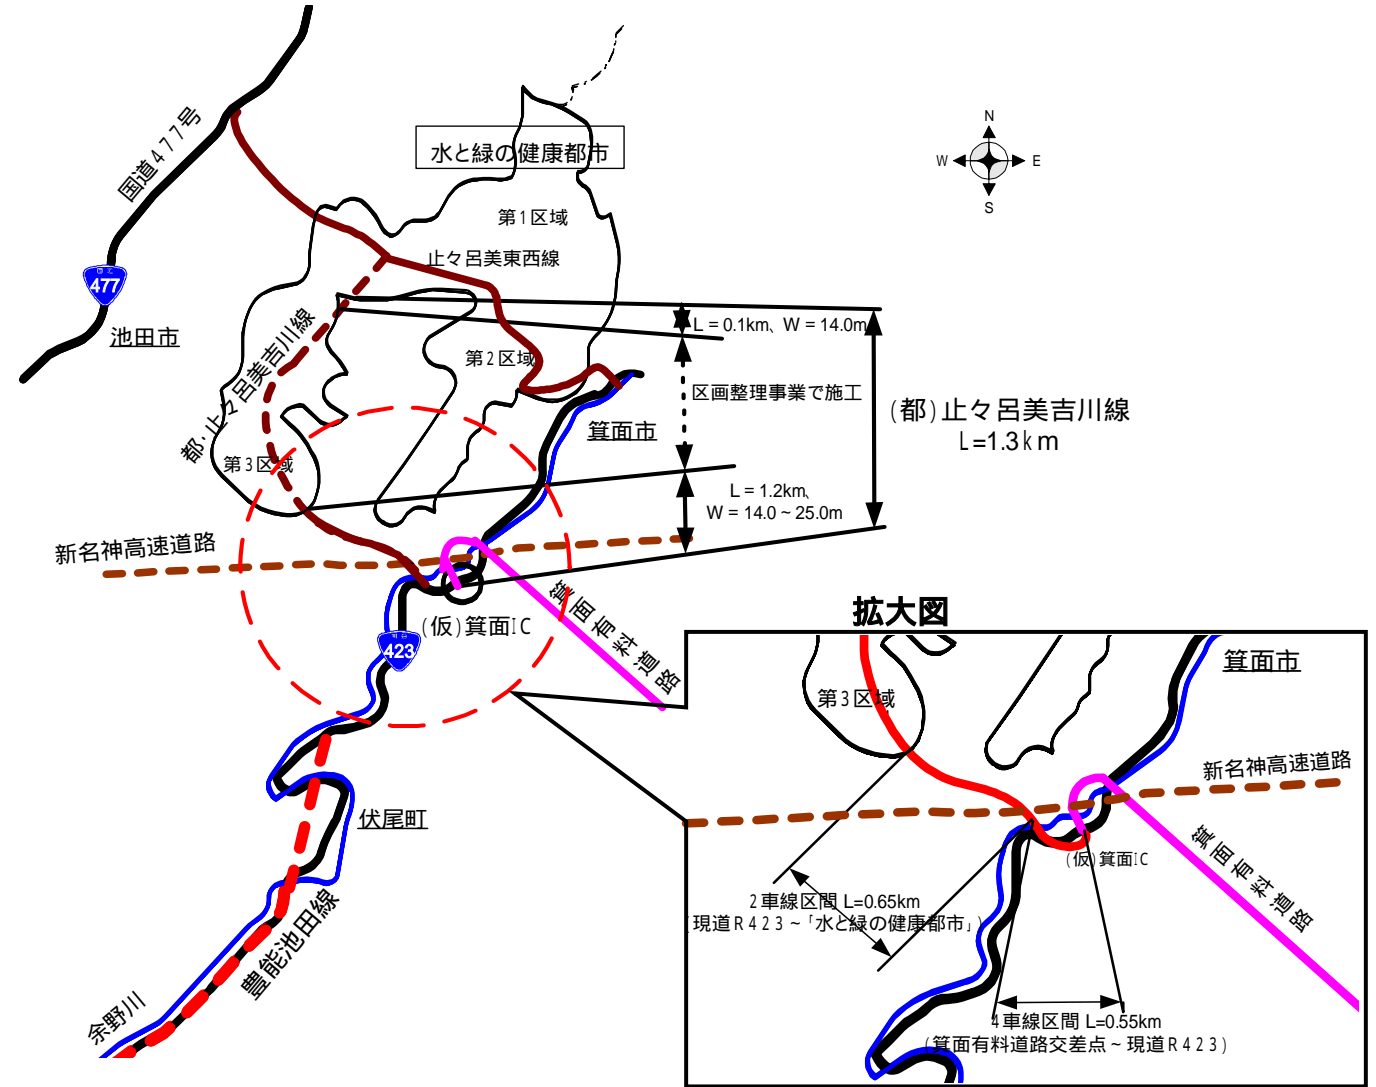 N
W
E
S
国道477号
水と緑の健康都市
第1区域
止々呂美東西線
477
池田市
都・止々呂美吉川線
L = 0.1km、W = 14.0m
第2区域
区画整理事業で施工
(都)止々呂美吉川線
L=1.3km
箕面市
第3区域
L = 1.2km、
W = 14.0 ~ 25.0m
新名神高速道路
(仮)箕面IC
箕面有料道路
423
伏尾町
豊能池田線
余野川
拡大図
箕面市
第3区域
新名神高速道路
(仮)箕面IC
箕面有料道路
2車線区間 L=0.65km
(現道R423~「水と緑の健康都市」)
4車線区間 L=0.55km
(箕面有料道路交差点~現道R423)